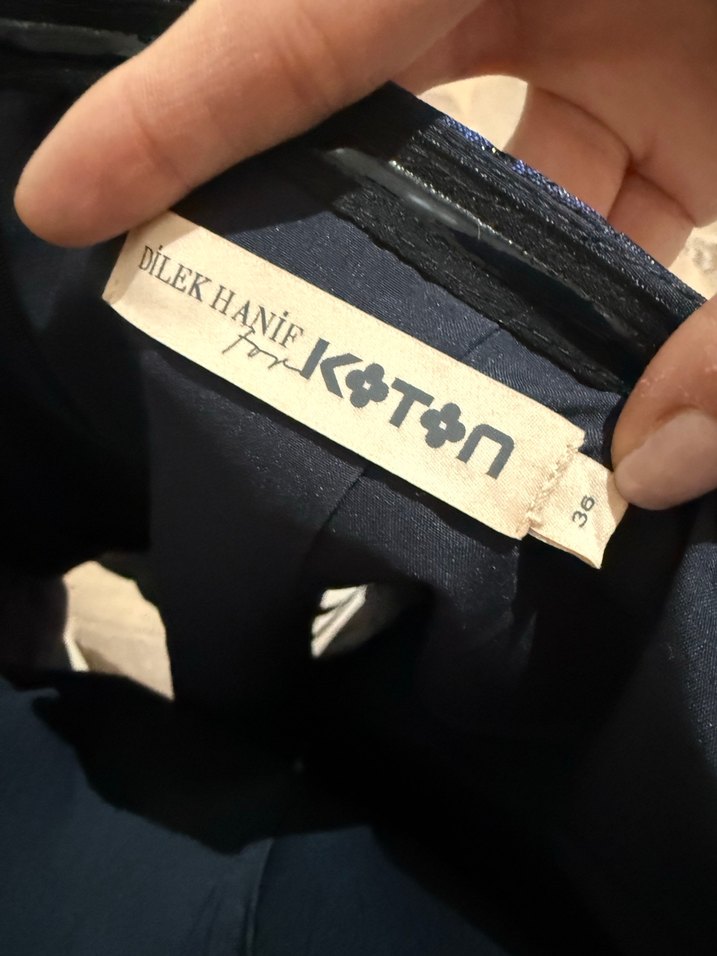 DİLEK HANİF
for KOTON
36